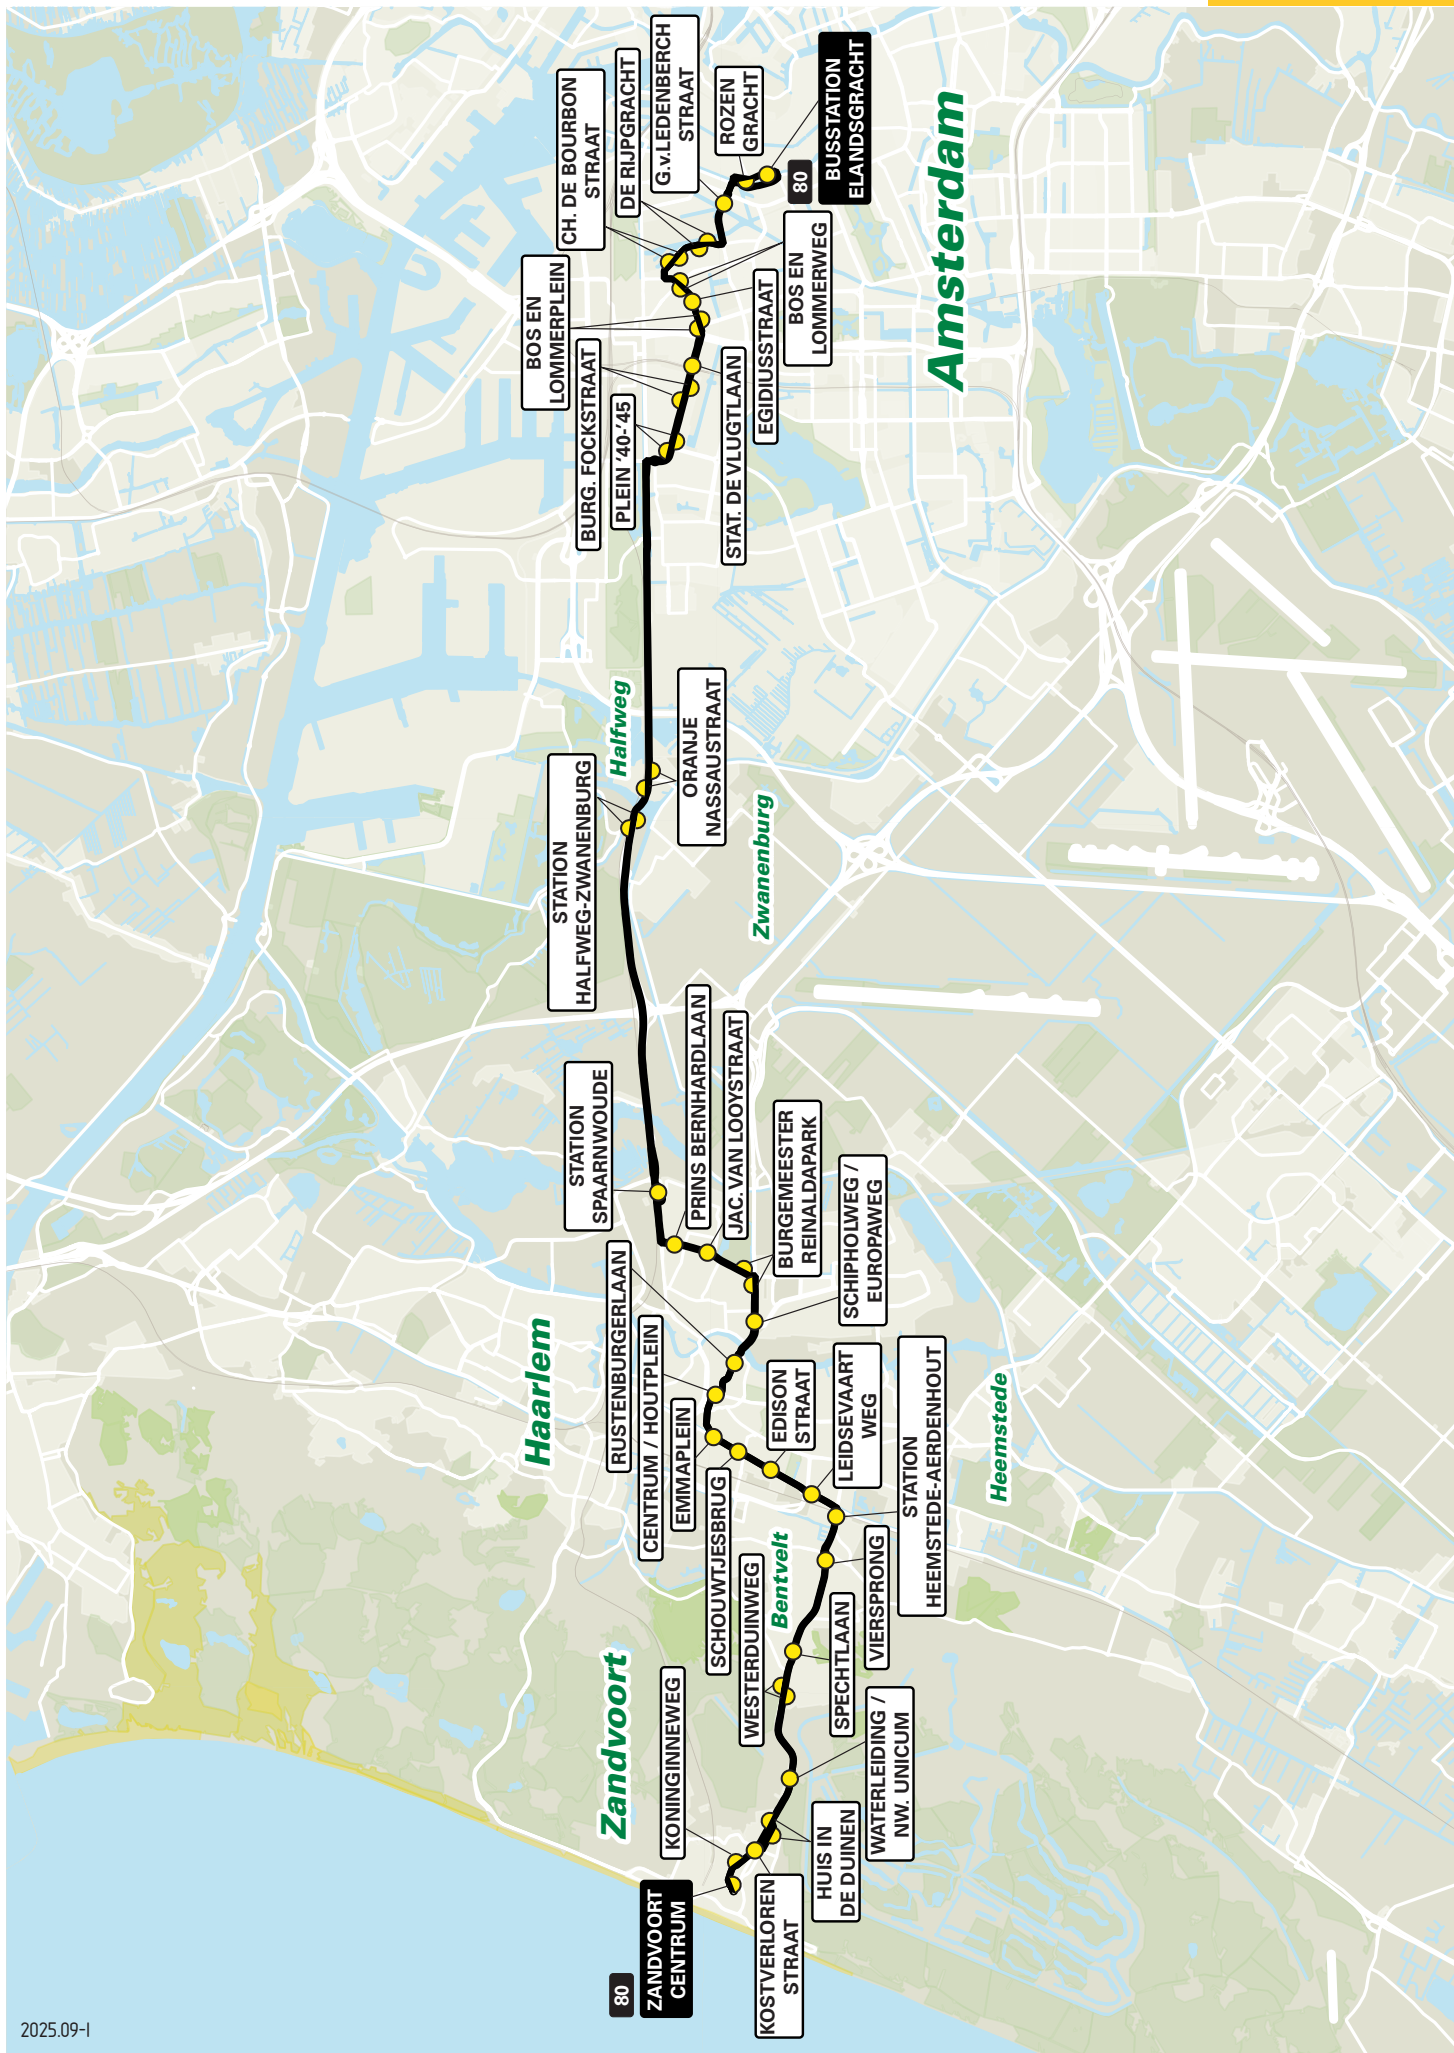 2025.09-I
80
ZANDVOORT
CENTRUM
KONINGINNEWEG
KOSTVERLOREN
STRAAT
HUIS IN
DE DUINEN
WATERLEIDING /
NW. UNICUM
Zandvoort
WESTERDUINWEG
SPECHTLAAN
Bentvelt
VIERSPRONG
STATION
HEEMSTEDE-AERDENHOUT
Heemstede
LEIDSEVAART
WEG
EDISON
STRAAT
SCHOUWTJESBRUG
EMMAPLEIN
CENTRUM / HOUTPLEIN
RUSTENBURGERLAAN
Haarlem
SCHIPHOLWEG /
EUROPAWEG
BURGEMEESTER
REINALDAPARK
JAC. VAN LOOYSTRAAT
PRINS BERNHARDLAAN
STATION
SPAARNWOUDE
STATION
HALFWEG-ZWANENBURG
Zwanenburg
Halfweg
ORANJE
NASSAUSTRAAT
PLEIN '40-'45
BURG. FOCKSTRAAT
STAT. DE VLUGTLAAN
BOS EN
LOMMERPLEIN
EGIDIUSSTRAAT
BOS EN
LOMMERWEG
CH. DE BOURBON
STRAAT
DE RIJPGRACHT
G.v.LEDENBERCH
STRAAT
ROZEN
GRACHT
80
BUSSTATION
ELANDSGRACHT
Amsterdam